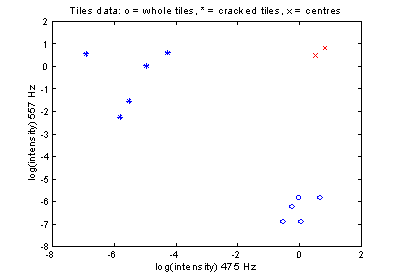 Tiles data: o = whole tiles, * = cracked tiles, x = centres
2
1
0
-1
-2
-3
-4
-5
-6
-7
-8
log(intensity) 557 Hz
-8 -6 -4 -2 0 2
log(intensity) 475 Hz